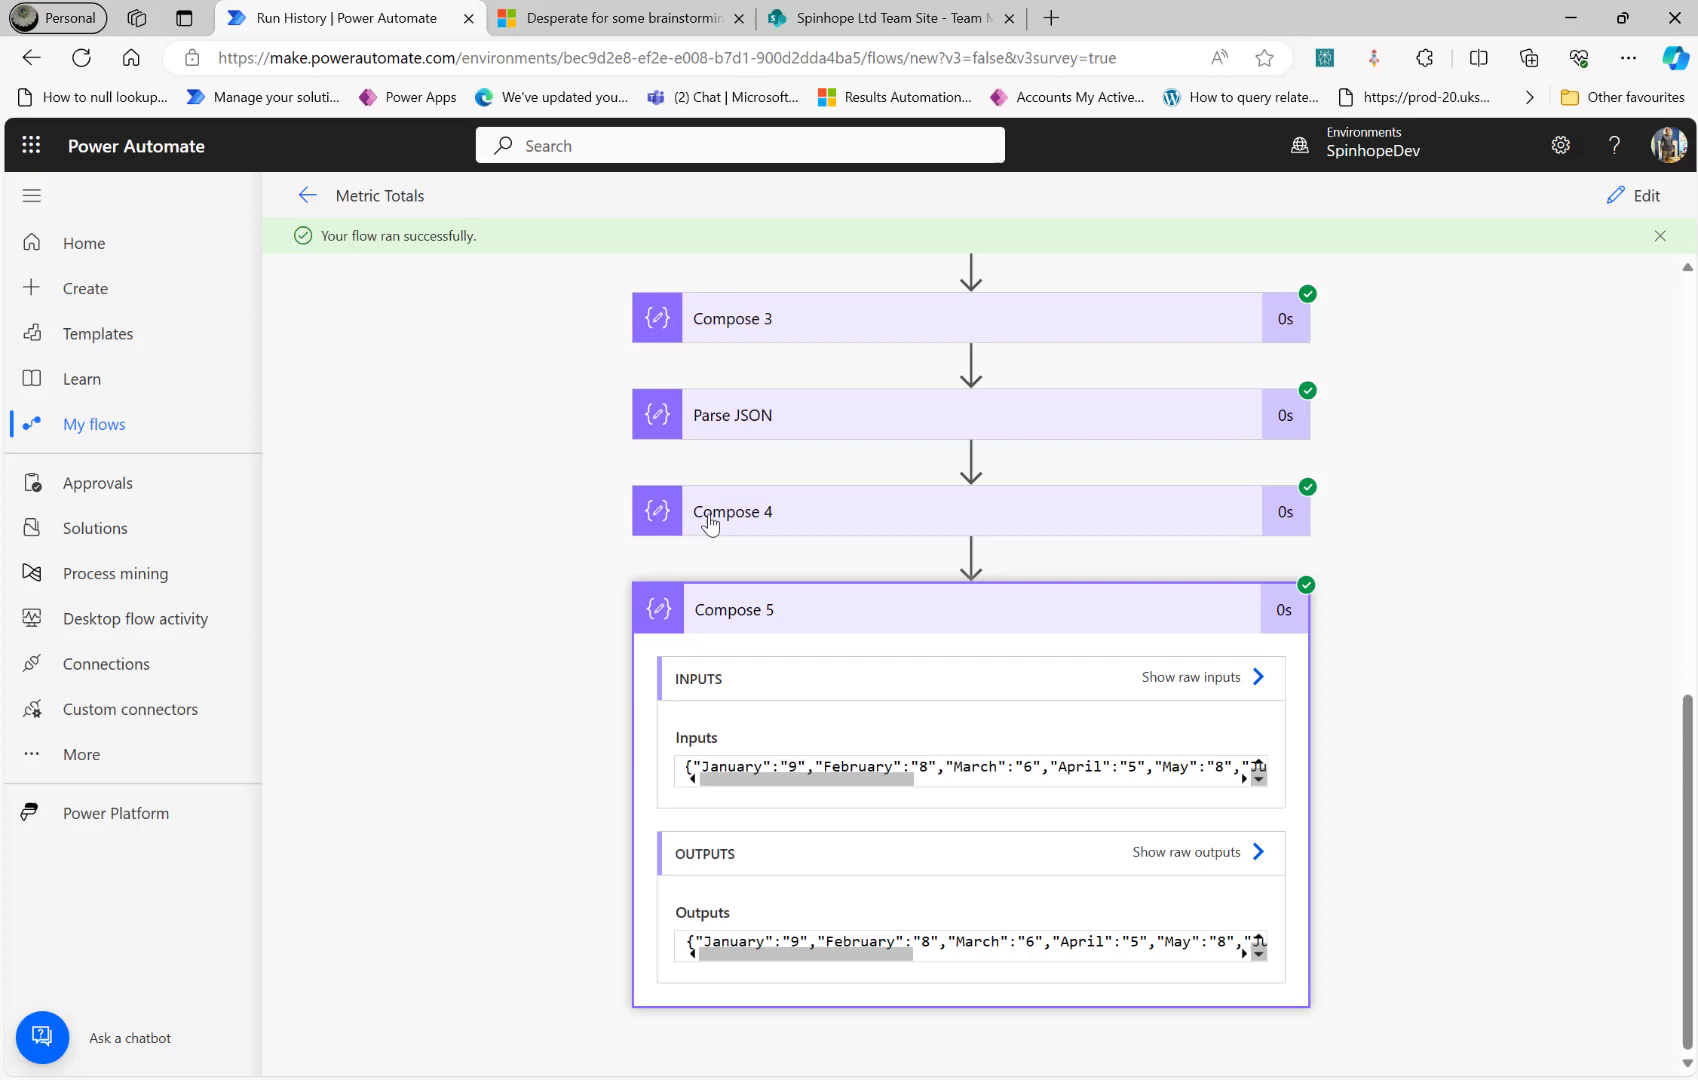 Personal
Run History | Power Automate
Desperate for some brainstormin
Spinhope Ltd Team Site - Team M
https://make.powerautomate.com/environments/bec9d2e8-ef2e-e008-b7d1-900d2dda4ba5/flows/new?v3=false&v3survey=true
How to null lookup...
Manage your soluti...
Power Apps
We've updated you...
(2) Chat | Microsoft...
Results Automation...
Accounts My Active...
How to query relate...
https://prod-20.uks...
Other favourites
Power Automate
Search
Environments
SpinhopeDev
Metric Totals
Edit
Your flow ran successfully.
Home
Create
Templates
Learn
My flows
Approvals
Solutions
Process mining
Desktop flow activity
Connections
Custom connectors
More
Power Platform
Ask a chatbot
Compose 3
0s
Parse JSON
0s
Compose 4
0s
Compose 5
0s
INPUTS
Show raw inputs
Inputs
{"January":"9","February":"8","March":"6","April":"5","May":"8","Ju
OUTPUTS
Show raw outputs
Outputs
{"January":"9","February":"8","March":"6","April":"5","May":"8","Ju